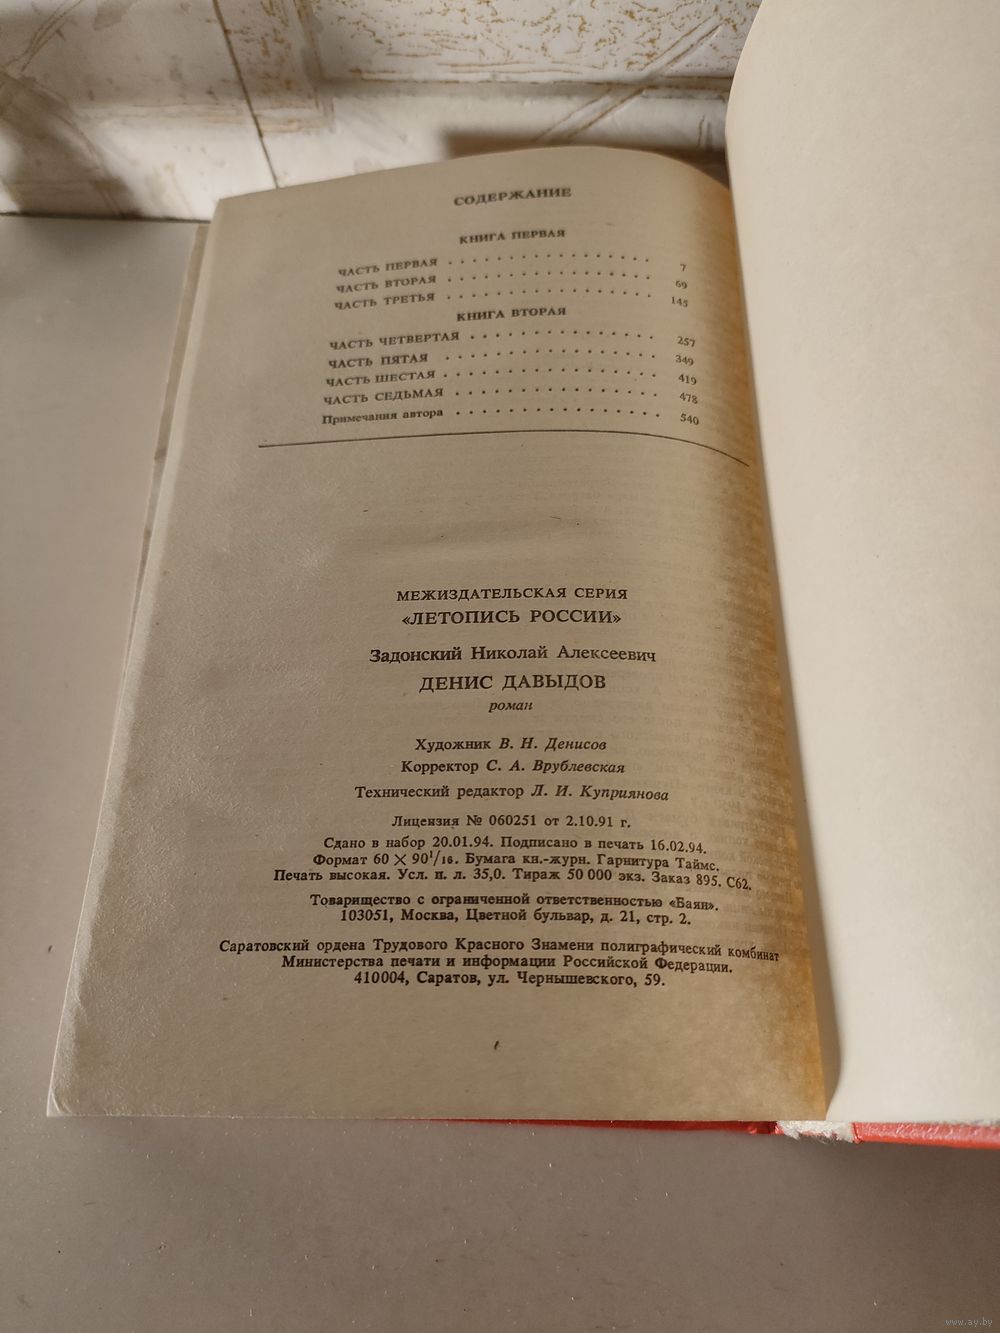 СОДЕРЖАНИЕ
КНИГА ПЕРВАЯ
ЧАСТЬ ПЕРВАЯ . . . . . . . . . . . . . . . . 7
ЧАСТЬ ВТОРАЯ . . . . . . . . . . . . . . . . 69
ЧАСТЬ ТРЕТЬЯ . . . . . . . . . . . . . . . . 145
КНИГА ВТОРАЯ
ЧАСТЬ ЧЕТВЕРТАЯ . . . . . . . . . . . . . . 257
ЧАСТЬ ПЯТАЯ . . . . . . . . . . . . . . . . 349
ЧАСТЬ ШЕСТАЯ . . . . . . . . . . . . . . . . 419
ЧАСТЬ СЕДЬМАЯ . . . . . . . . . . . . . . . 478
Примечания автора . . . . . . . . . . . . . . . 540
МЕЖИЗДАТЕЛЬСКАЯ СЕРИЯ
«ЛЕТОПИСЬ РОССИИ»
Задонский Николай Алексеевич
ДЕНИС ДАВЫДОВ
роман
Художник В. Н. Денисов
Корректор С. А. Врублевская
Технический редактор Л. И. Куприянова
Лицензия № 060251 от 2.10.91 г.
Сдано в набор 20.01.94. Подписано в печать 16.02.94.
Формат 60 × 90¹/₁₆. Бумага кн.-журн. Гарнитура Таймс.
Печать высокая. Усл. п. л. 35,0. Тираж 50 000 экз. Заказ 895. С62.
Товарищество с ограниченной ответственностью «Баян».
103051, Москва, Цветной бульвар, д. 21, стр. 2.
Саратовский ордена Трудового Красного Знамени полиграфический комбинат
Министерства печати и информации Российской Федерации.
410004, Саратов, ул. Чернышевского, 59.
www.ay.by